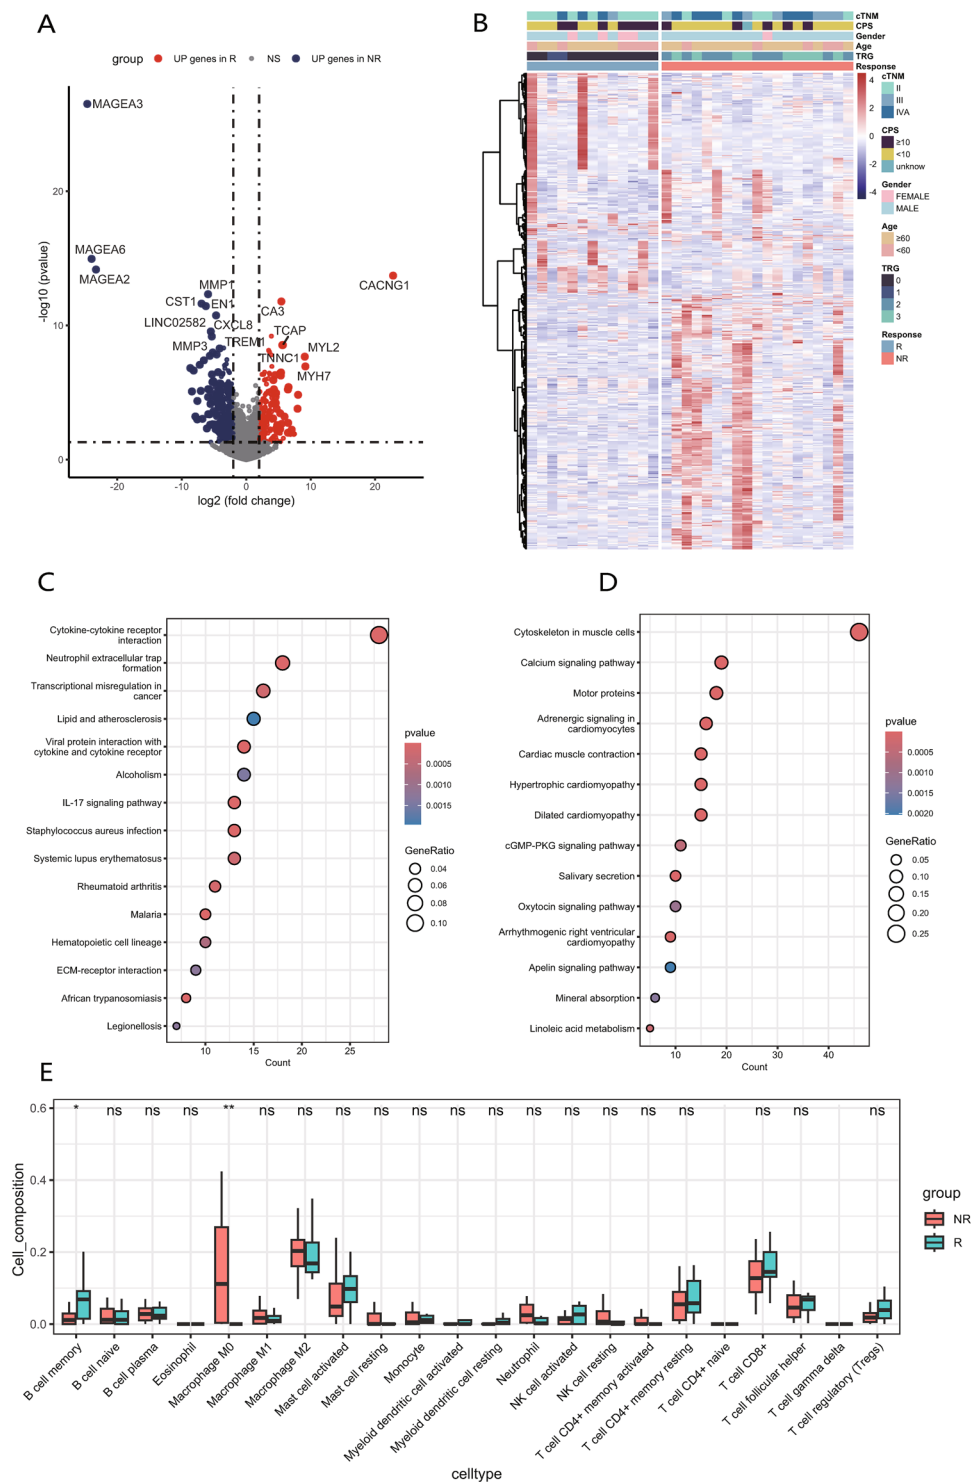 A
group
UP genes in R
NS
UP genes in NR
MAGEA3
MAGEA6
MAGEA2
MMP1
CST1
EN1
LINC02582
CXCL8
MMP3
TREM1
CACNG1
CA3
TCAP
MYL2
TNNC1
MYH7
20
10
0
-log10 (pvalue)
-20
-10
0
10
20
log2 (fold change)
B
cTNM
CPS
Gender
Age
TRG
Response
4
2
0
-2
-4
cTNM
II
III
IVA
CPS
≥10
<10
unknow
Gender
FEMALE
MALE
Age
≥60
<60
TRG
0
1
2
3
Response
R
NR
C
Cytokine-cytokine receptor
interaction
Neutrophil extracellular trap
formation
Transcriptional misregulation in
cancer
Lipid and atherosclerosis
Viral protein interaction with
cytokine and cytokine receptor
Alcoholism
IL-17 signaling pathway
Staphylococcus aureus infection
Systemic lupus erythematosus
Rheumatoid arthritis
Malaria
Hematopoietic cell lineage
ECM-receptor interaction
African trypanosomiasis
Legionellosis
10
15
20
25
Count
pvalue
0.0005
0.0010
0.0015
GeneRatio
0.04
0.06
0.08
0.10
D
Cytoskeleton in muscle cells
Calcium signaling pathway
Motor proteins
Adrenergic signaling in
cardiomyocytes
Cardiac muscle contraction
Hypertrophic cardiomyopathy
Dilated cardiomyopathy
cGMP-PKG signaling pathway
Salivary secretion
Oxytocin signaling pathway
Arrhythmogenic right ventricular
cardiomyopathy
Apelin signaling pathway
Mineral absorption
Linoleic acid metabolism
10
20
30
40
Count
pvalue
0.0005
0.0010
0.0015
0.0020
GeneRatio
0.05
0.10
0.15
0.20
0.25
E
0.6
0.4
0.2
0.0
Cell_composition
* ns ns ns ** ns ns ns ns ns ns ns ns ns ns ns ns ns ns ns
B cell memory
B cell naive
B cell plasma
Eosinophil
Macrophage M0
Macrophage M1
Macrophage M2
Mast cell activated
Mast cell resting
Monocyte
Myeloid dendritic cell activated
Myeloid dendritic cell resting
Neutrophil
NK cell activated
NK cell resting
T cell CD4+ memory activated
T cell CD4+ memory resting
T cell CD4+ naive
T cell CD8+
T cell follicular helper
T cell gamma delta
T cell regulatory (Tregs)
celltype
group
NR
R